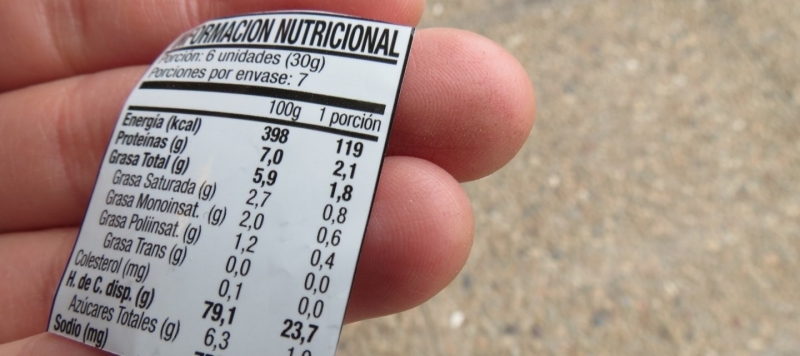 INFORMACION NUTRICIONAL
Porción: 6 unidades (30g)
Porciones por envase: 7
100g 1 porción
Energía (kcal) 398 119
Proteínas (g) 7,0 2,1
Grasa Total (g) 5,9 1,8
Grasa Saturada (g) 2,7 0,8
Grasa Monoinsat. (g) 2,0 0,6
Grasa Poliinsat. (g) 1,2 0,4
Grasa Trans (g) 0,0 0,0
Colesterol (mg) 0,1 0,0
H. de C. disp. (g) 79,1 23,7
Azúcares Totales (g) 6,3
Sodio (mg)